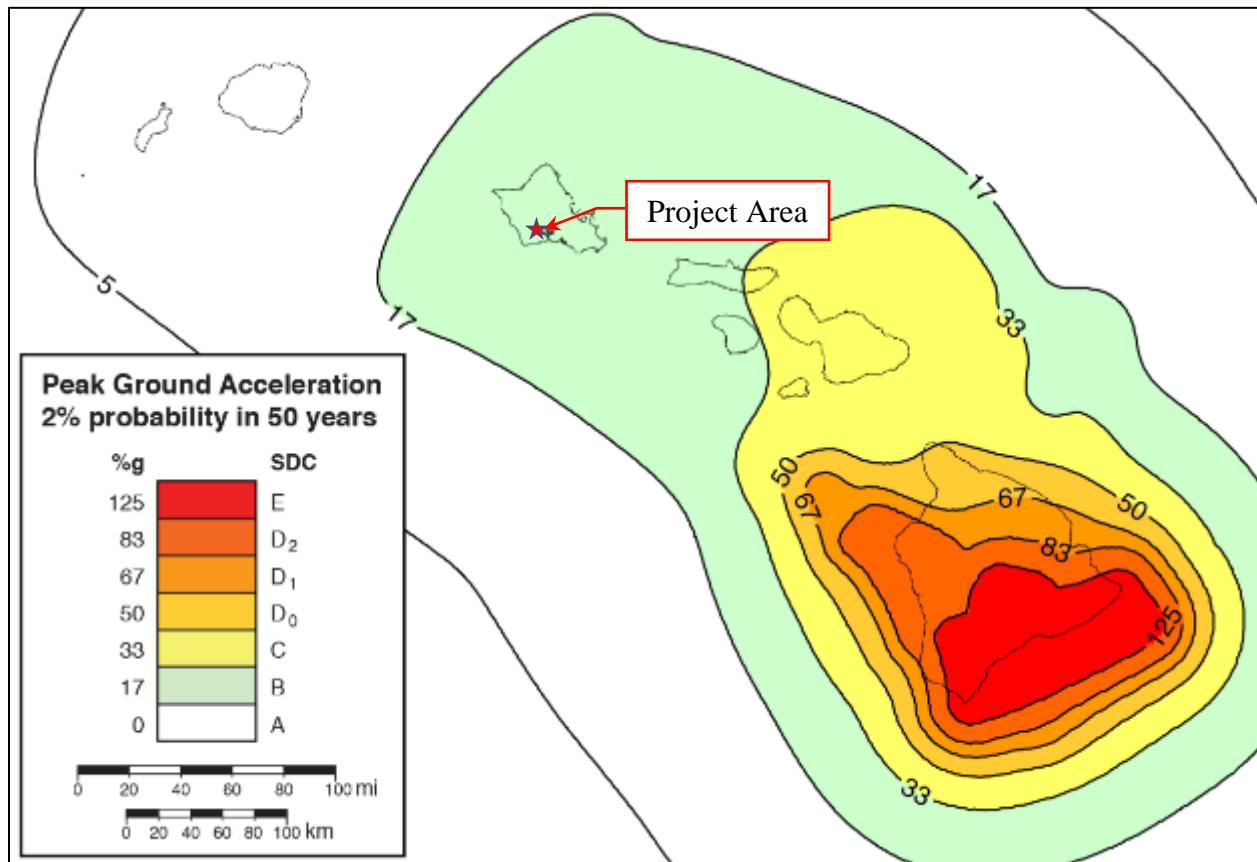 17
Project Area
5
17
33
Peak Ground Acceleration
2% probability in 50 years
%g SDC
125 E
83 D₂
67 D₁
50 D₀
33 C
17 B
0 A
0 20 40 60 80 100 mi
0 20 40 60 80 100 km
50
67
67
50
83
125
33